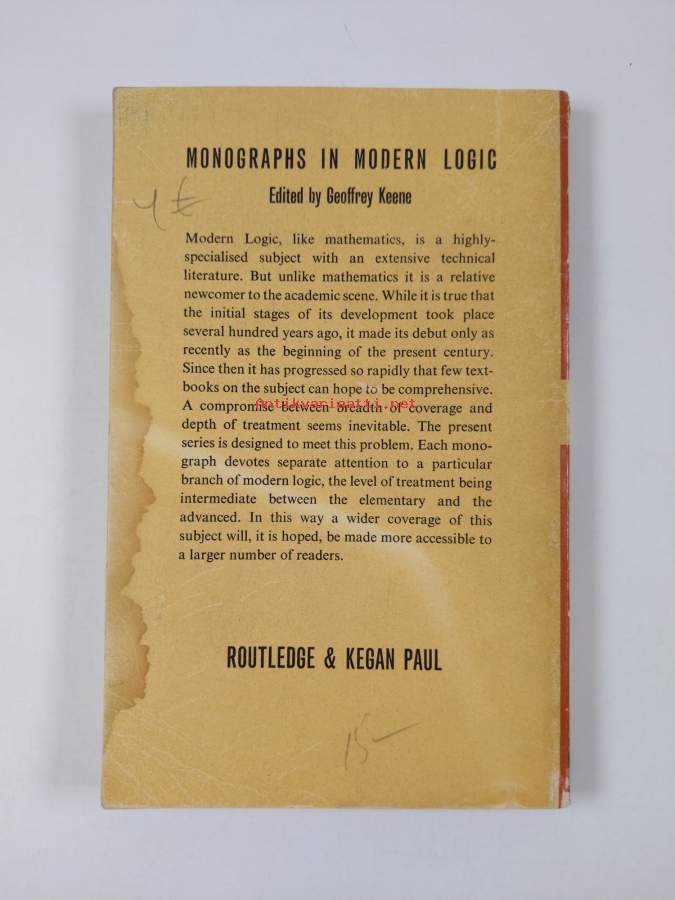 MONOGRAPHS IN MODERN LOGIC
Edited by Geoffrey Keene
4 €
Modern Logic, like mathematics, is a highly-
specialised subject with an extensive technical
literature. But unlike mathematics it is a relative
newcomer to the academic scene. While it is true that
the initial stages of its development took place
several hundred years ago, it made its debut only as
recently as the beginning of the present century.
Since then it has progressed so rapidly that few text-
books on the subject can hope to be comprehensive.
antikvariaatti.net
A compromise between breadth of coverage and
depth of treatment seems inevitable. The present
series is designed to meet this problem. Each mono-
graph devotes separate attention to a particular
branch of modern logic, the level of treatment being
intermediate between the elementary and the
advanced. In this way a wider coverage of this
subject will, it is hoped, be made more accessible to
a larger number of readers.
ROUTLEDGE & KEGAN PAUL
15-